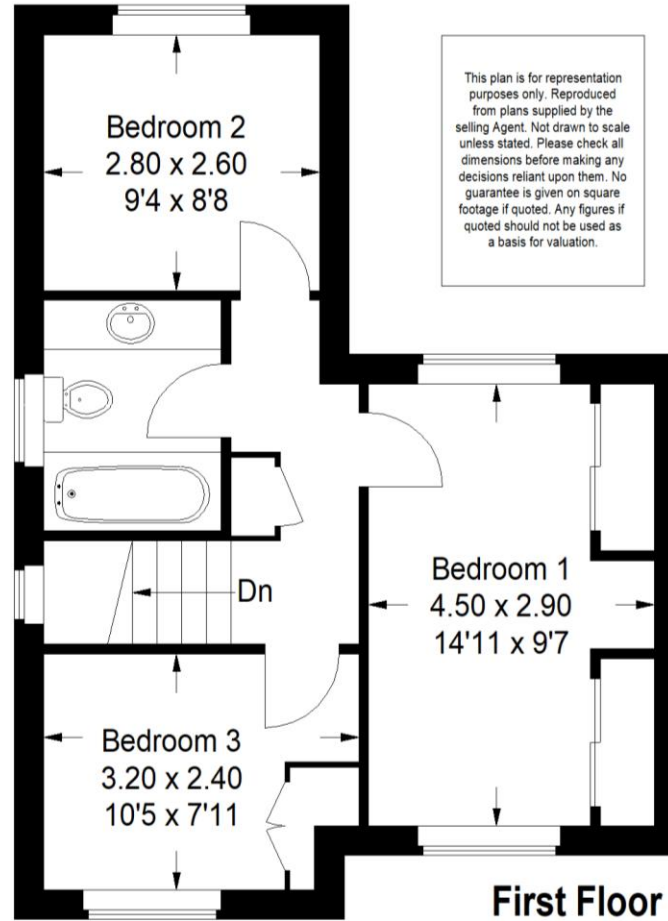 Bedroom 2
2.80 x 2.60
9'4 x 8'8
This plan is for representation
purposes only. Reproduced
from plans supplied by the
selling Agent. Not drawn to scale
unless stated. Please check all
dimensions before making any
decisions reliant upon them. No
guarantee is given on square
footage if quoted. Any figures if
quoted should not be used as
a basis for valuation.
Dn
Bedroom 1
4.50 x 2.90
14'11 x 9'7
Bedroom 3
3.20 x 2.40
10'5 x 7'11
First Floor